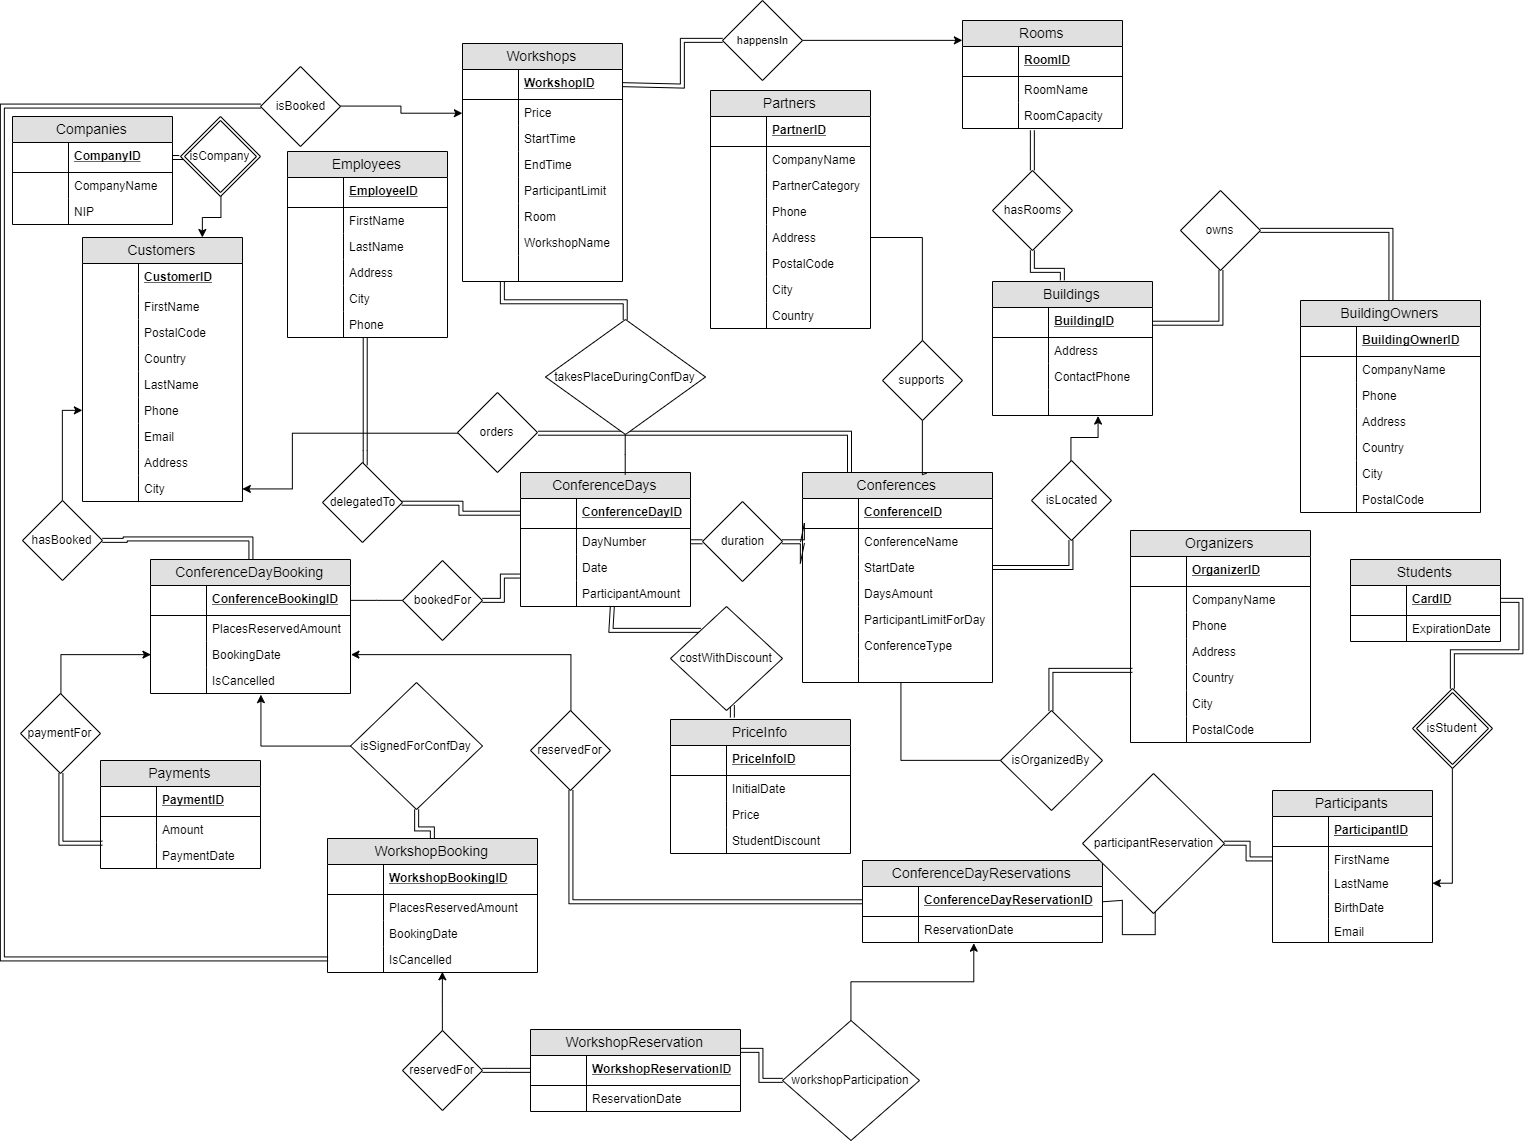 Workshops
WorkshopID
Price
StartTime
EndTime
ParticipantLimit
Room
WorkshopName
happensIn
Rooms
RoomID
RoomName
RoomCapacity
isBooked
Companies
CompanyID
CompanyName
NIP
isCompany
Employees
EmployeeID
FirstName
LastName
Address
City
Phone
Partners
PartnerID
CompanyName
PartnerCategory
Phone
Address
PostalCode
City
Country
hasRooms
owns
Customers
CustomerID
FirstName
PostalCode
Country
LastName
Phone
Email
Address
City
Buildings
BuildingID
Address
ContactPhone
BuildingOwners
BuildingOwnerID
CompanyName
Phone
Address
Country
City
PostalCode
takesPlaceDuringConfDay
supports
orders
delegatedTo
ConferenceDays
ConferenceDayID
DayNumber
Date
ParticipantAmount
duration
Conferences
ConferenceID
ConferenceName
StartDate
DaysAmount
ParticipantLimitForDay
ConferenceType
isLocated
hasBooked
ConferenceDayBooking
ConferenceBookingID
PlacesReservedAmount
BookingDate
IsCancelled
bookedFor
Organizers
OrganizerID
CompanyName
Phone
Address
Country
City
PostalCode
Students
CardID
ExpirationDate
costWithDiscount
paymentFor
isSignedForConfDay
reservedFor
PriceInfo
PriceInfoID
InitialDate
Price
StudentDiscount
isOrganizedBy
isStudent
Payments
PaymentID
Amount
PaymentDate
WorkshopBooking
WorkshopBookingID
PlacesReservedAmount
BookingDate
IsCancelled
participantReservation
Participants
ParticipantID
FirstName
LastName
BirthDate
Email
ConferenceDayReservations
ConferenceDayReservationID
ReservationDate
reservedFor
WorkshopReservation
WorkshopReservationID
ReservationDate
workshopParticipation